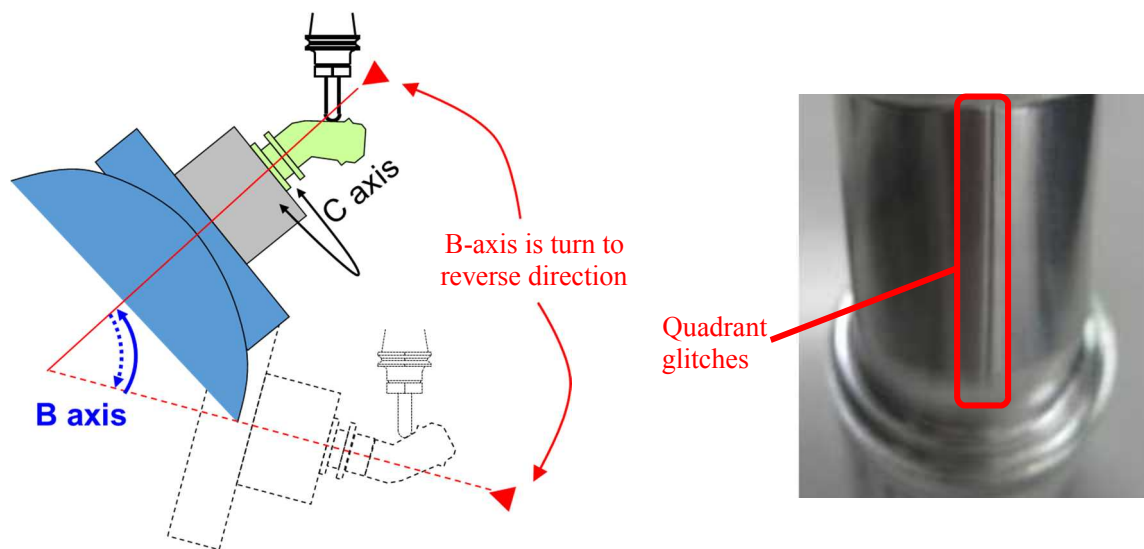 C axis
B-axis is turn to
reverse direction
B axis
Quadrant
glitches